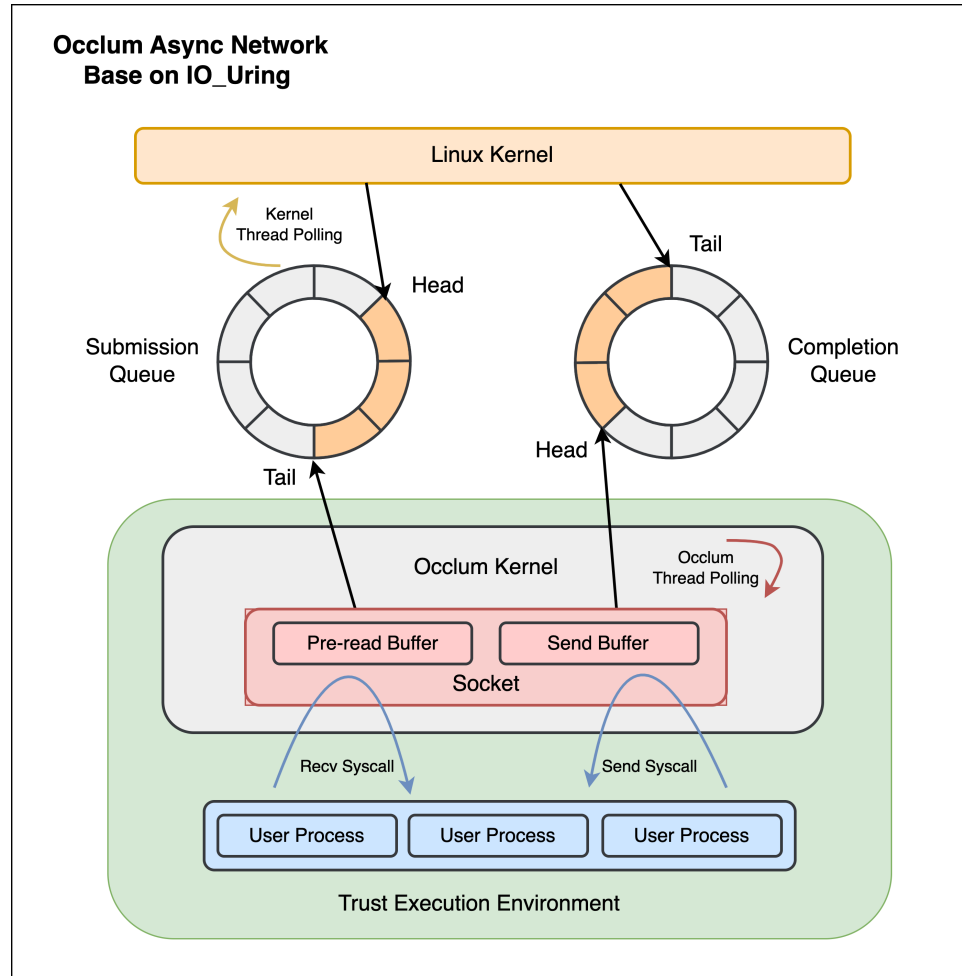 Occlum Async Network
Base on IO_Uring
Linux Kernel
Kernel
Thread Polling
Tail
Head
Submission
Queue
Completion
Queue
Head
Tail
Occlum Kernel
Occlum
Thread Polling
Pre-read Buffer
Send Buffer
Socket
Recv Syscall
Send Syscall
User Process
User Process
User Process
Trust Execution Environment